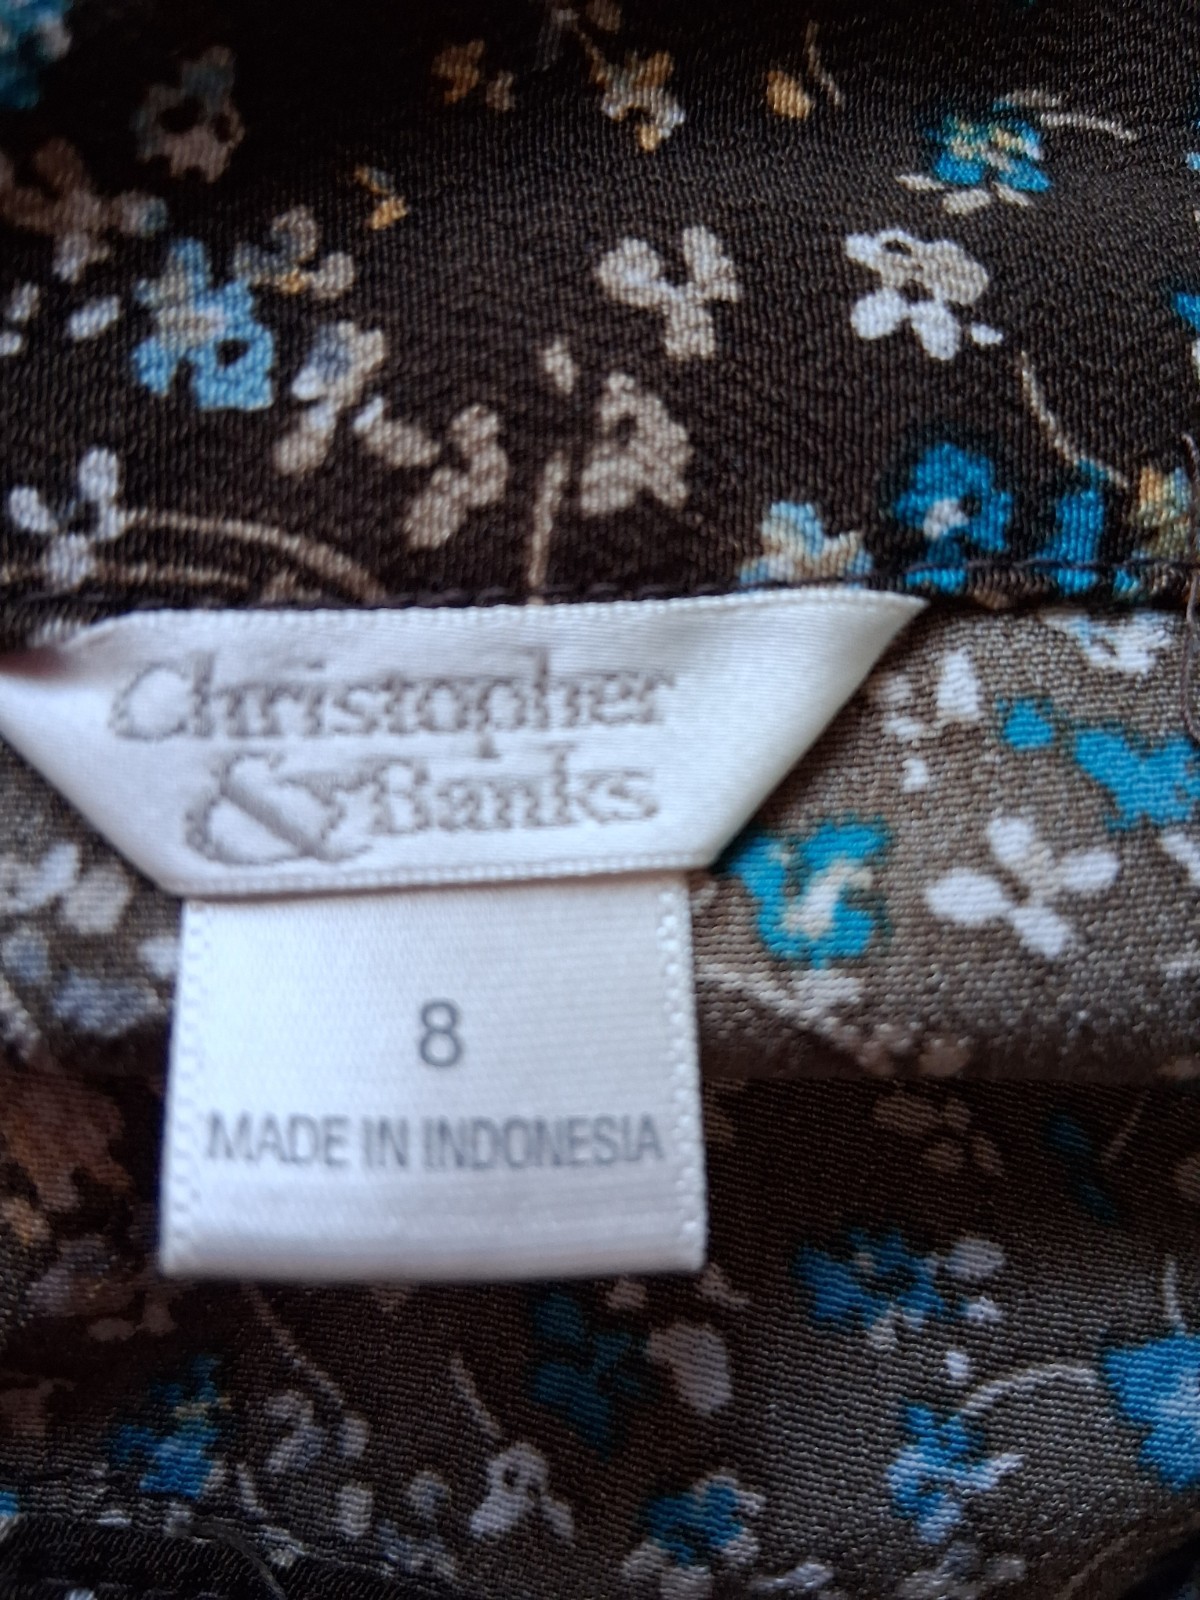 Christopher
& Banks
8
MADE IN INDONESIA